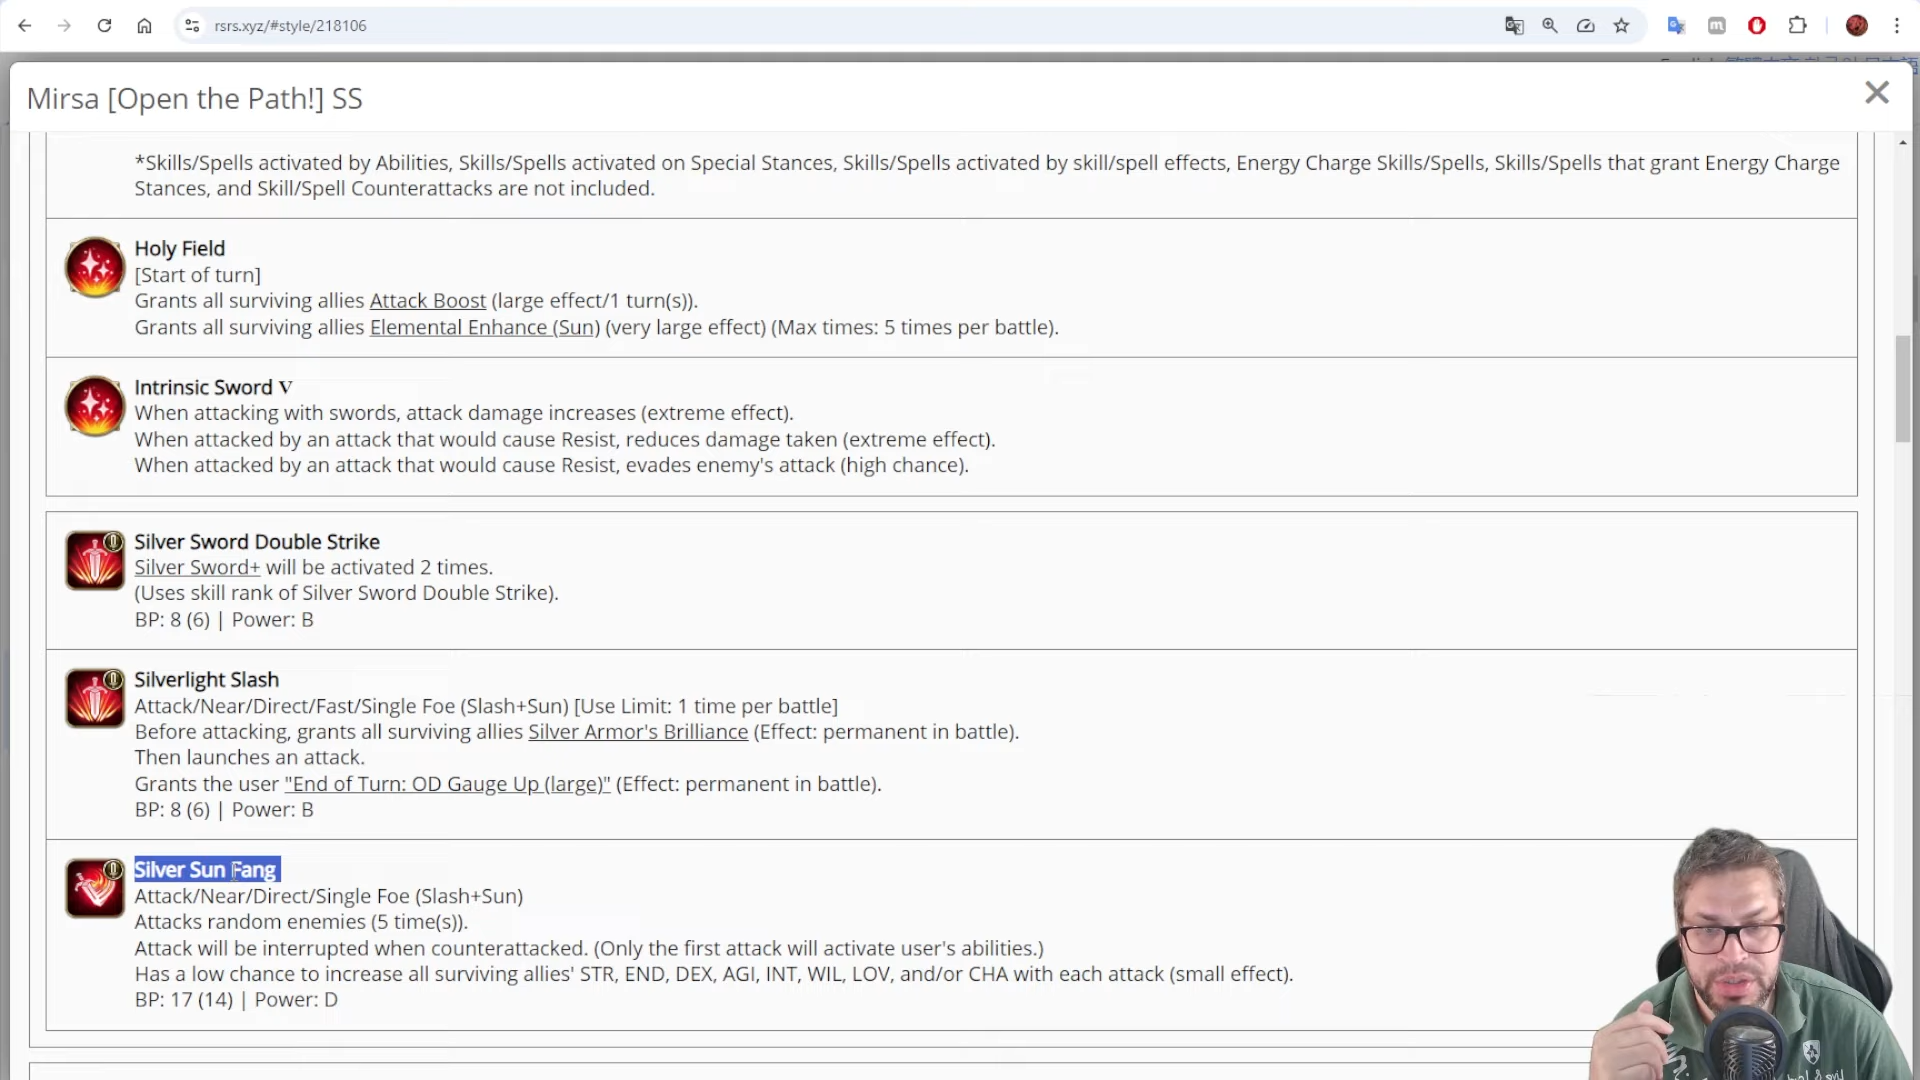 rsrs.xyz/#style/218106
Mirsa [Open the Path!] SS
*Skills/Spells activated by Abilities, Skills/Spells activated on Special Stances, Skills/Spells activated by skill/spell effects, Energy Charge Skills/Spells, Skills/Spells that grant Energy Charge
Stances, and Skill/Spell Counterattacks are not included.
Holy Field
[Start of turn]
Grants all surviving allies Attack Boost (large effect/1 turn(s)).
Grants all surviving allies Elemental Enhance (Sun) (very large effect) (Max times: 5 times per battle).
Intrinsic Sword V
When attacking with swords, attack damage increases (extreme effect).
When attacked by an attack that would cause Resist, reduces damage taken (extreme effect).
When attacked by an attack that would cause Resist, evades enemy's attack (high chance).
Silver Sword Double Strike
Silver Sword+ will be activated 2 times.
(Uses skill rank of Silver Sword Double Strike).
BP: 8 (6) | Power: B
Silverlight Slash
Attack/Near/Direct/Fast/Single Foe (Slash+Sun) [Use Limit: 1 time per battle]
Before attacking, grants all surviving allies Silver Armor's Brilliance (Effect: permanent in battle).
Then launches an attack.
Grants the user "End of Turn: OD Gauge Up (large)" (Effect: permanent in battle).
BP: 8 (6) | Power: B
Silver Sun Fang
Attack/Near/Direct/Single Foe (Slash+Sun)
Attacks random enemies (5 time(s)).
Attack will be interrupted when counterattacked. (Only the first attack will activate user's abilities.)
Has a low chance to increase all surviving allies' STR, END, DEX, AGI, INT, WIL, LOV, and/or CHA with each attack (small effect).
BP: 17 (14) | Power: D